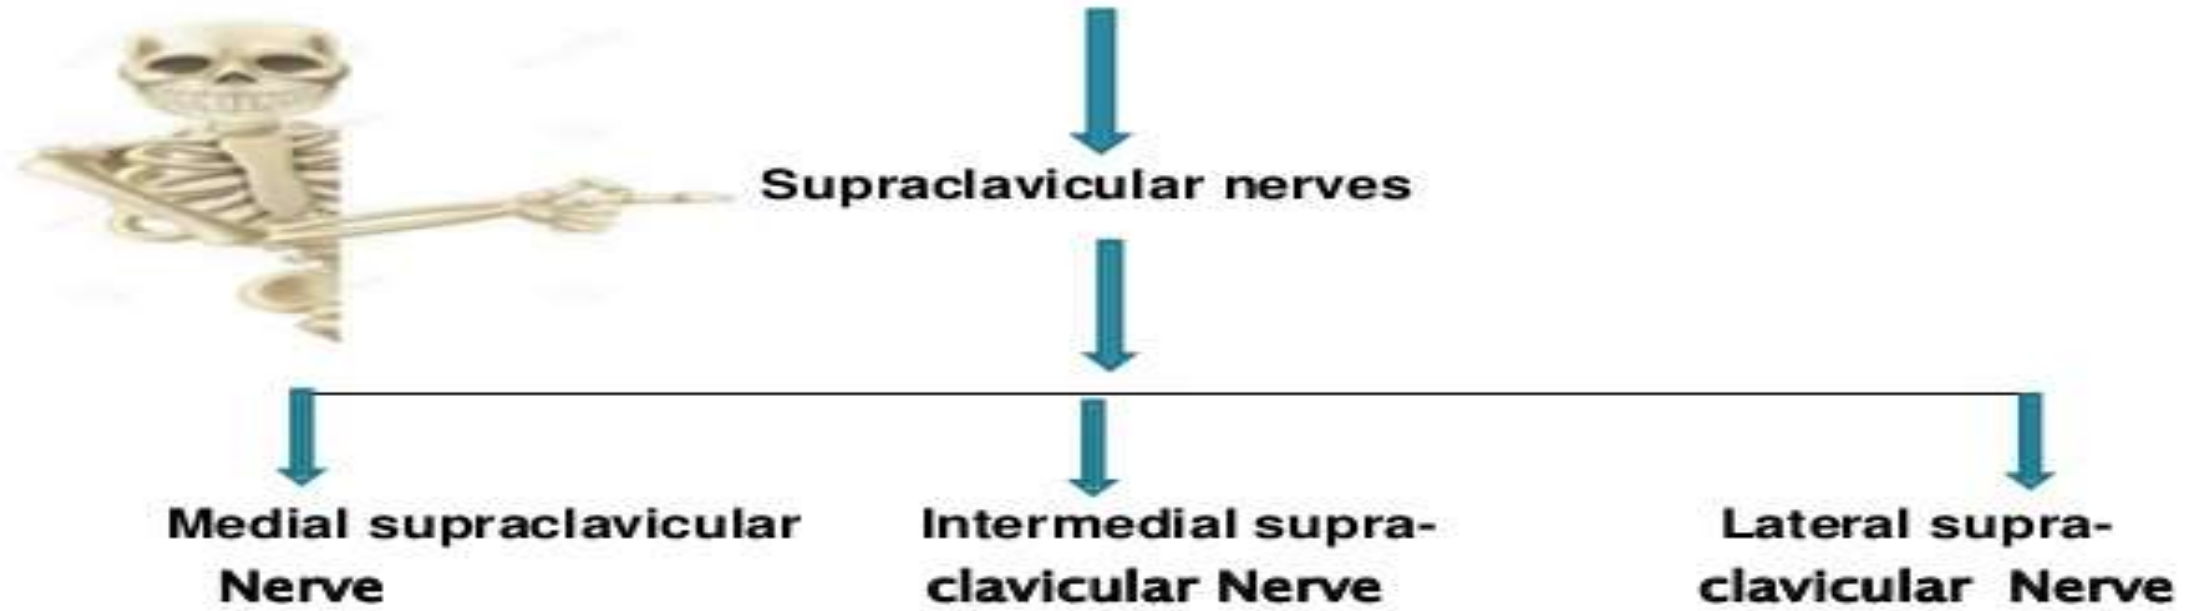 Supraclavicular nerves
Medial supraclavicular
Nerve
Intermedial supra-
clavicular Nerve
Lateral supra-
clavicular Nerve